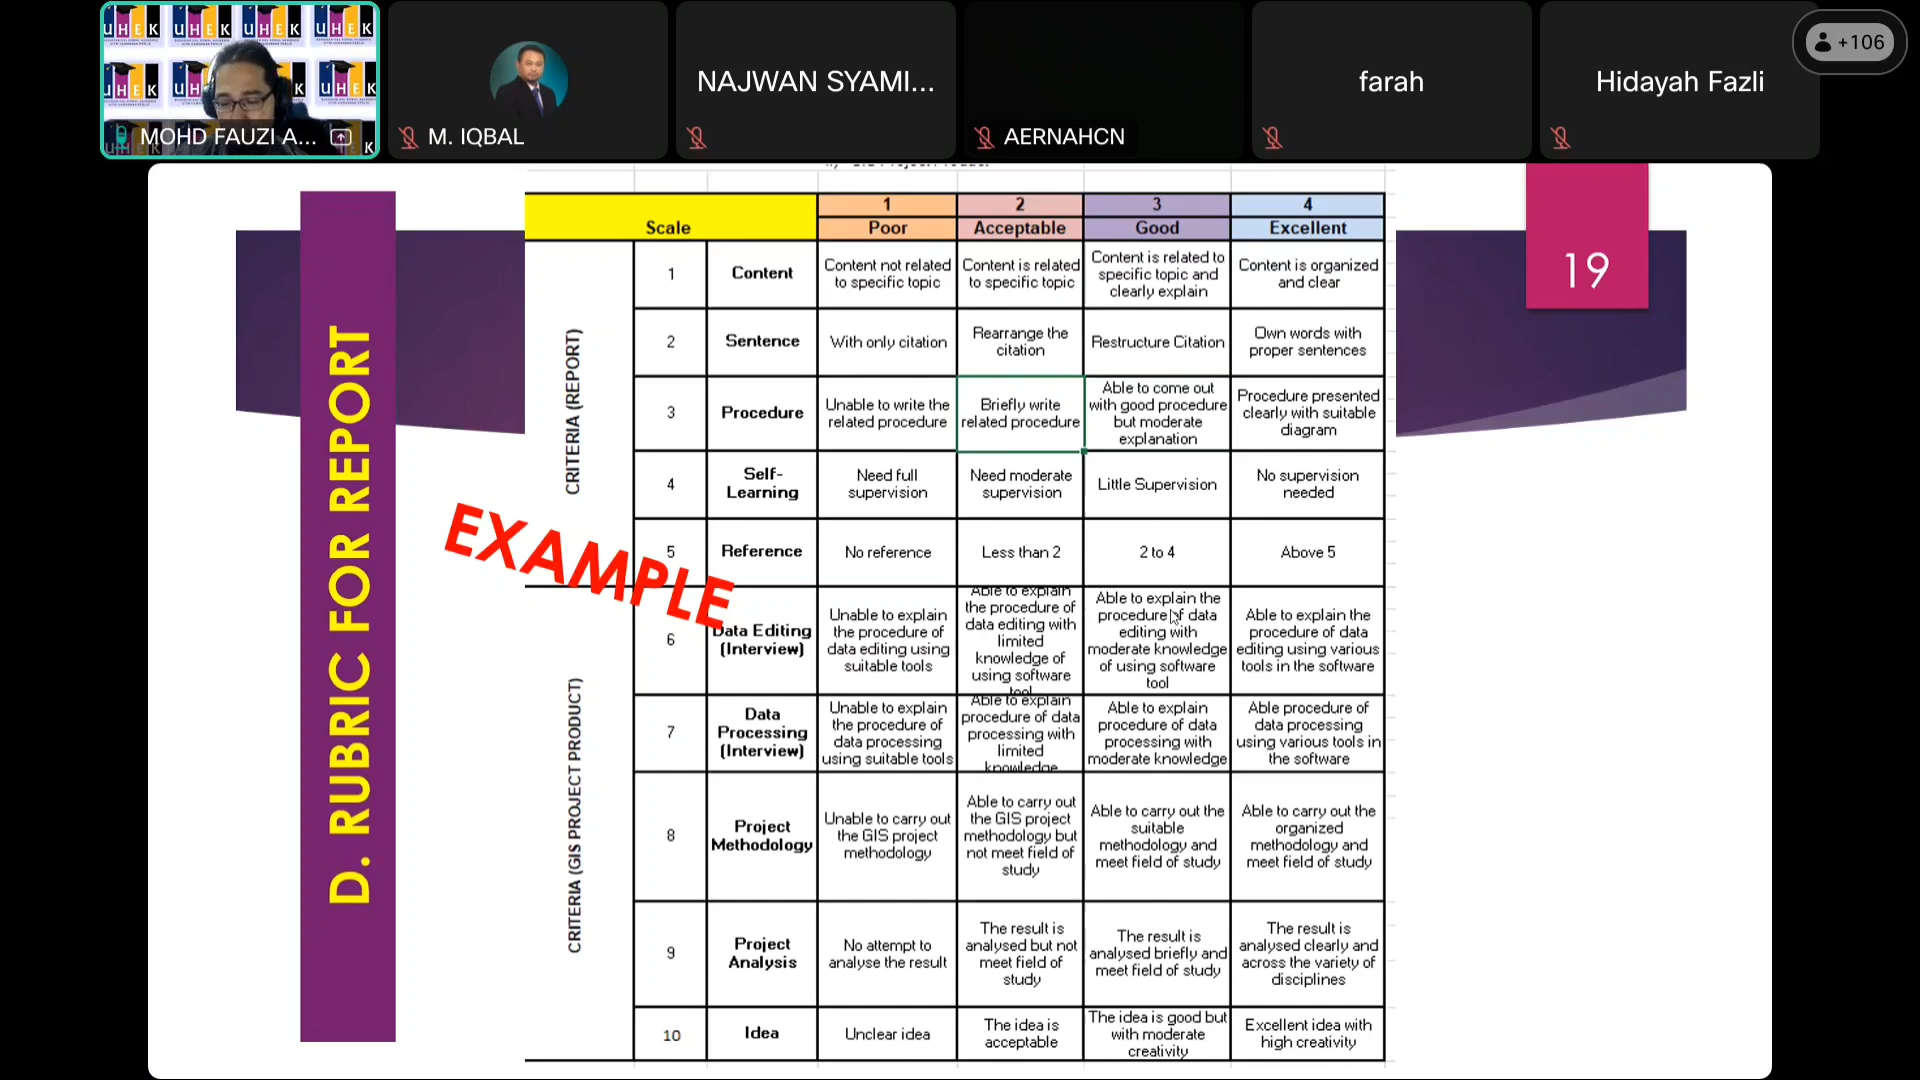 UHEK UHEK UHEK UHEK
UHEK UHEK
MOHD FAUZI A...
M. IQBAL
NAJWAN SYAMI...
AERNAHCN
farah
Hidayah Fazli
+106
19
D. RUBRIC FOR REPORT
EXAMPLE
Scale
1
2
3
4
Poor
Acceptable
Good
Excellent
CRITERIA (REPORT)
1
Content
Content not related
to specific topic
Content is related
to specific topic
Content is related to
specific topic and
clearly explain
Content is organized
and clear
2
Sentence
With only citation
Rearrange the
citation
Restructure Citation
Own words with
proper sentences
3
Procedure
Unable to write the
related procedure
Briefly write
related procedure
Able to come out
with good procedure
but moderate
explanation
Procedure presented
clearly with suitable
diagram
4
Self-
Learning
Need full
supervision
Need moderate
supervision
Little Supervision
No supervision
needed
5
Reference
No reference
Less than 2
2 to 4
Above 5
CRITERIA (GIS PROJECT PRODUCT)
6
Data Editing
(Interview)
Unable to explain
the procedure of
data editing using
suitable tools
Able to explain
the procedure of
data editing with
limited
knowledge of
using software
tool
Able to explain the
procedure of data
editing with
moderate knowledge
of using software
tool
Able to explain the
procedure of data
editing using various
tools in the software
7
Data
Processing
(Interview)
Unable to explain
the procedure of
data processing
using suitable tools
Able to explain
procedure of data
processing with
limited
knowledge
Able to explain
procedure of data
processing with
moderate knowledge
Able procedure of
data processing
using various tools in
the software
8
Project
Methodology
Unable to carry out
the GIS project
methodology
Able to carry out
the GIS project
methodology but
not meet field of
study
Able to carry out the
suitable
methodology and
meet field of study
Able to carry out the
organized
methodology and
meet field of study
9
Project
Analysis
No attempt to
analyse the result
The result is
analysed but not
meet field of
study
The result is
analysed briefly and
meet field of study
The result is
analysed clearly and
across the variety of
disciplines
10
Idea
Unclear idea
The idea is
acceptable
The idea is good but
with moderate
creativity
Excellent idea with
high creativity